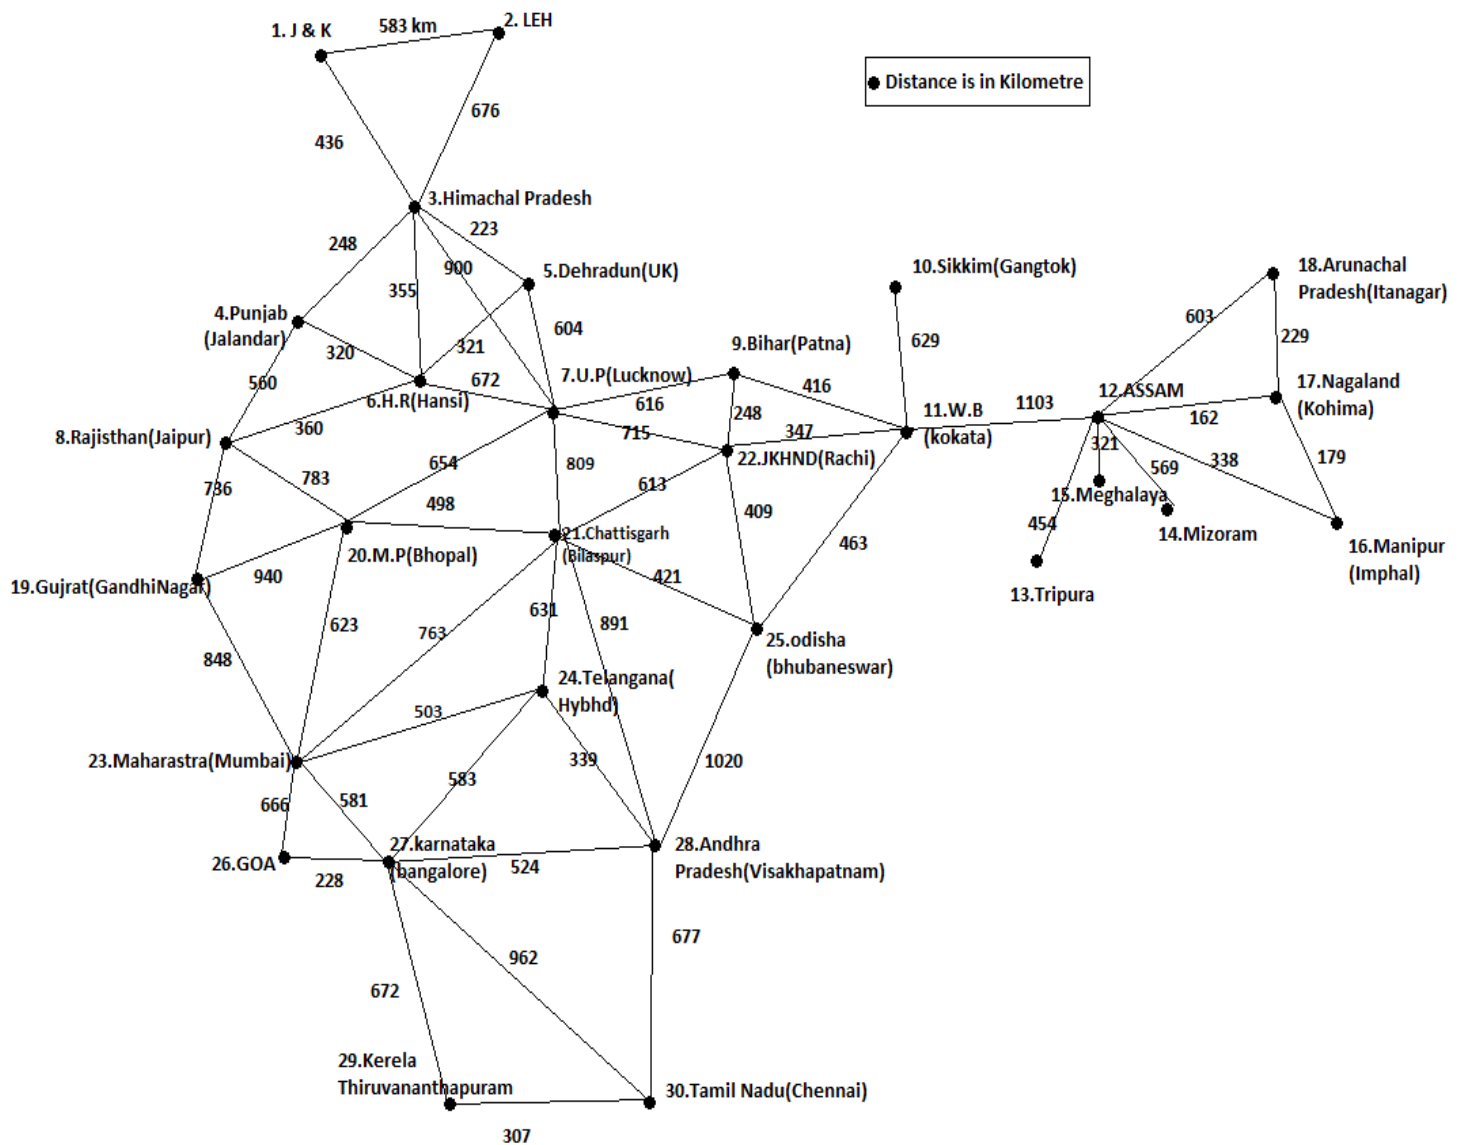 583 km
2. LEH
1. J & K
Distance is in Kilometre
676
436
3.Himachal Pradesh
223
248
900
5.Dehradun(UK)
355
10.Sikkim(Gangtok)
18.Arunachal
Pradesh(Itanagar)
4.Punjab
(Jalandar)
603
604
320
321
9.Bihar(Patna)
629
229
560
672
7.U.P(Lucknow)
416
12.ASSAM
17.Nagaland
(Kohima)
6.H.R(Hansi)
616
248
11.W.B
(kokata)
1103
162
8.Rajisthan(Jaipur)
360
715
347
321
22.JKHND(Rachi)
654
809
569
338
179
736
783
613
498
15.Meghalaya
409
21.Chattisgarh
(Bilaspur)
454
14.Mizoram
20.M.P(Bhopal)
463
16.Manipur
(Imphal)
940
421
19.Gujrat(GandhiNagar)
13.Tripura
631
623
763
891
25.odisha
(bhubaneswar)
848
24.Telangana(
Hybhd)
503
23.Maharastra(Mumbai)
339
1020
583
666
581
27.karnataka
(bangalore)
28.Andhra
Pradesh(Visakhapatnam)
26.GOA
524
228
677
962
672
29.Kerela
Thiruvananthapuram
30.Tamil Nadu(Chennai)
307